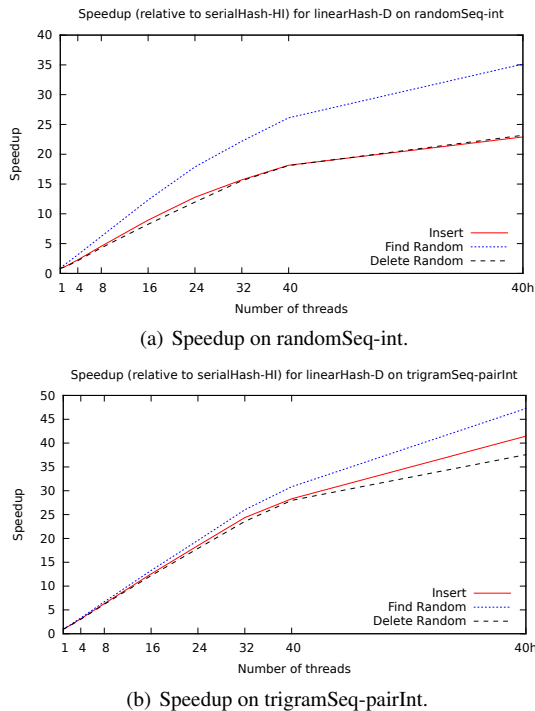 Speedup (relative to serialHash-HI) for linearHash-D on randomSeq-int
40
35
30
25
20
15
10
5
0
Speedup
Insert
Find Random
Delete Random
1 4 8 16 24 32 40 40h
Number of threads
(a) Speedup on randomSeq-int.
Speedup (relative to serialHash-HI) for linearHash-D on trigramSeq-pairInt
50
45
40
35
30
25
20
15
10
5
0
Speedup
Insert
Find Random
Delete Random
1 4 8 16 24 32 40 40h
Number of threads
(b) Speedup on trigramSeq-pairInt.